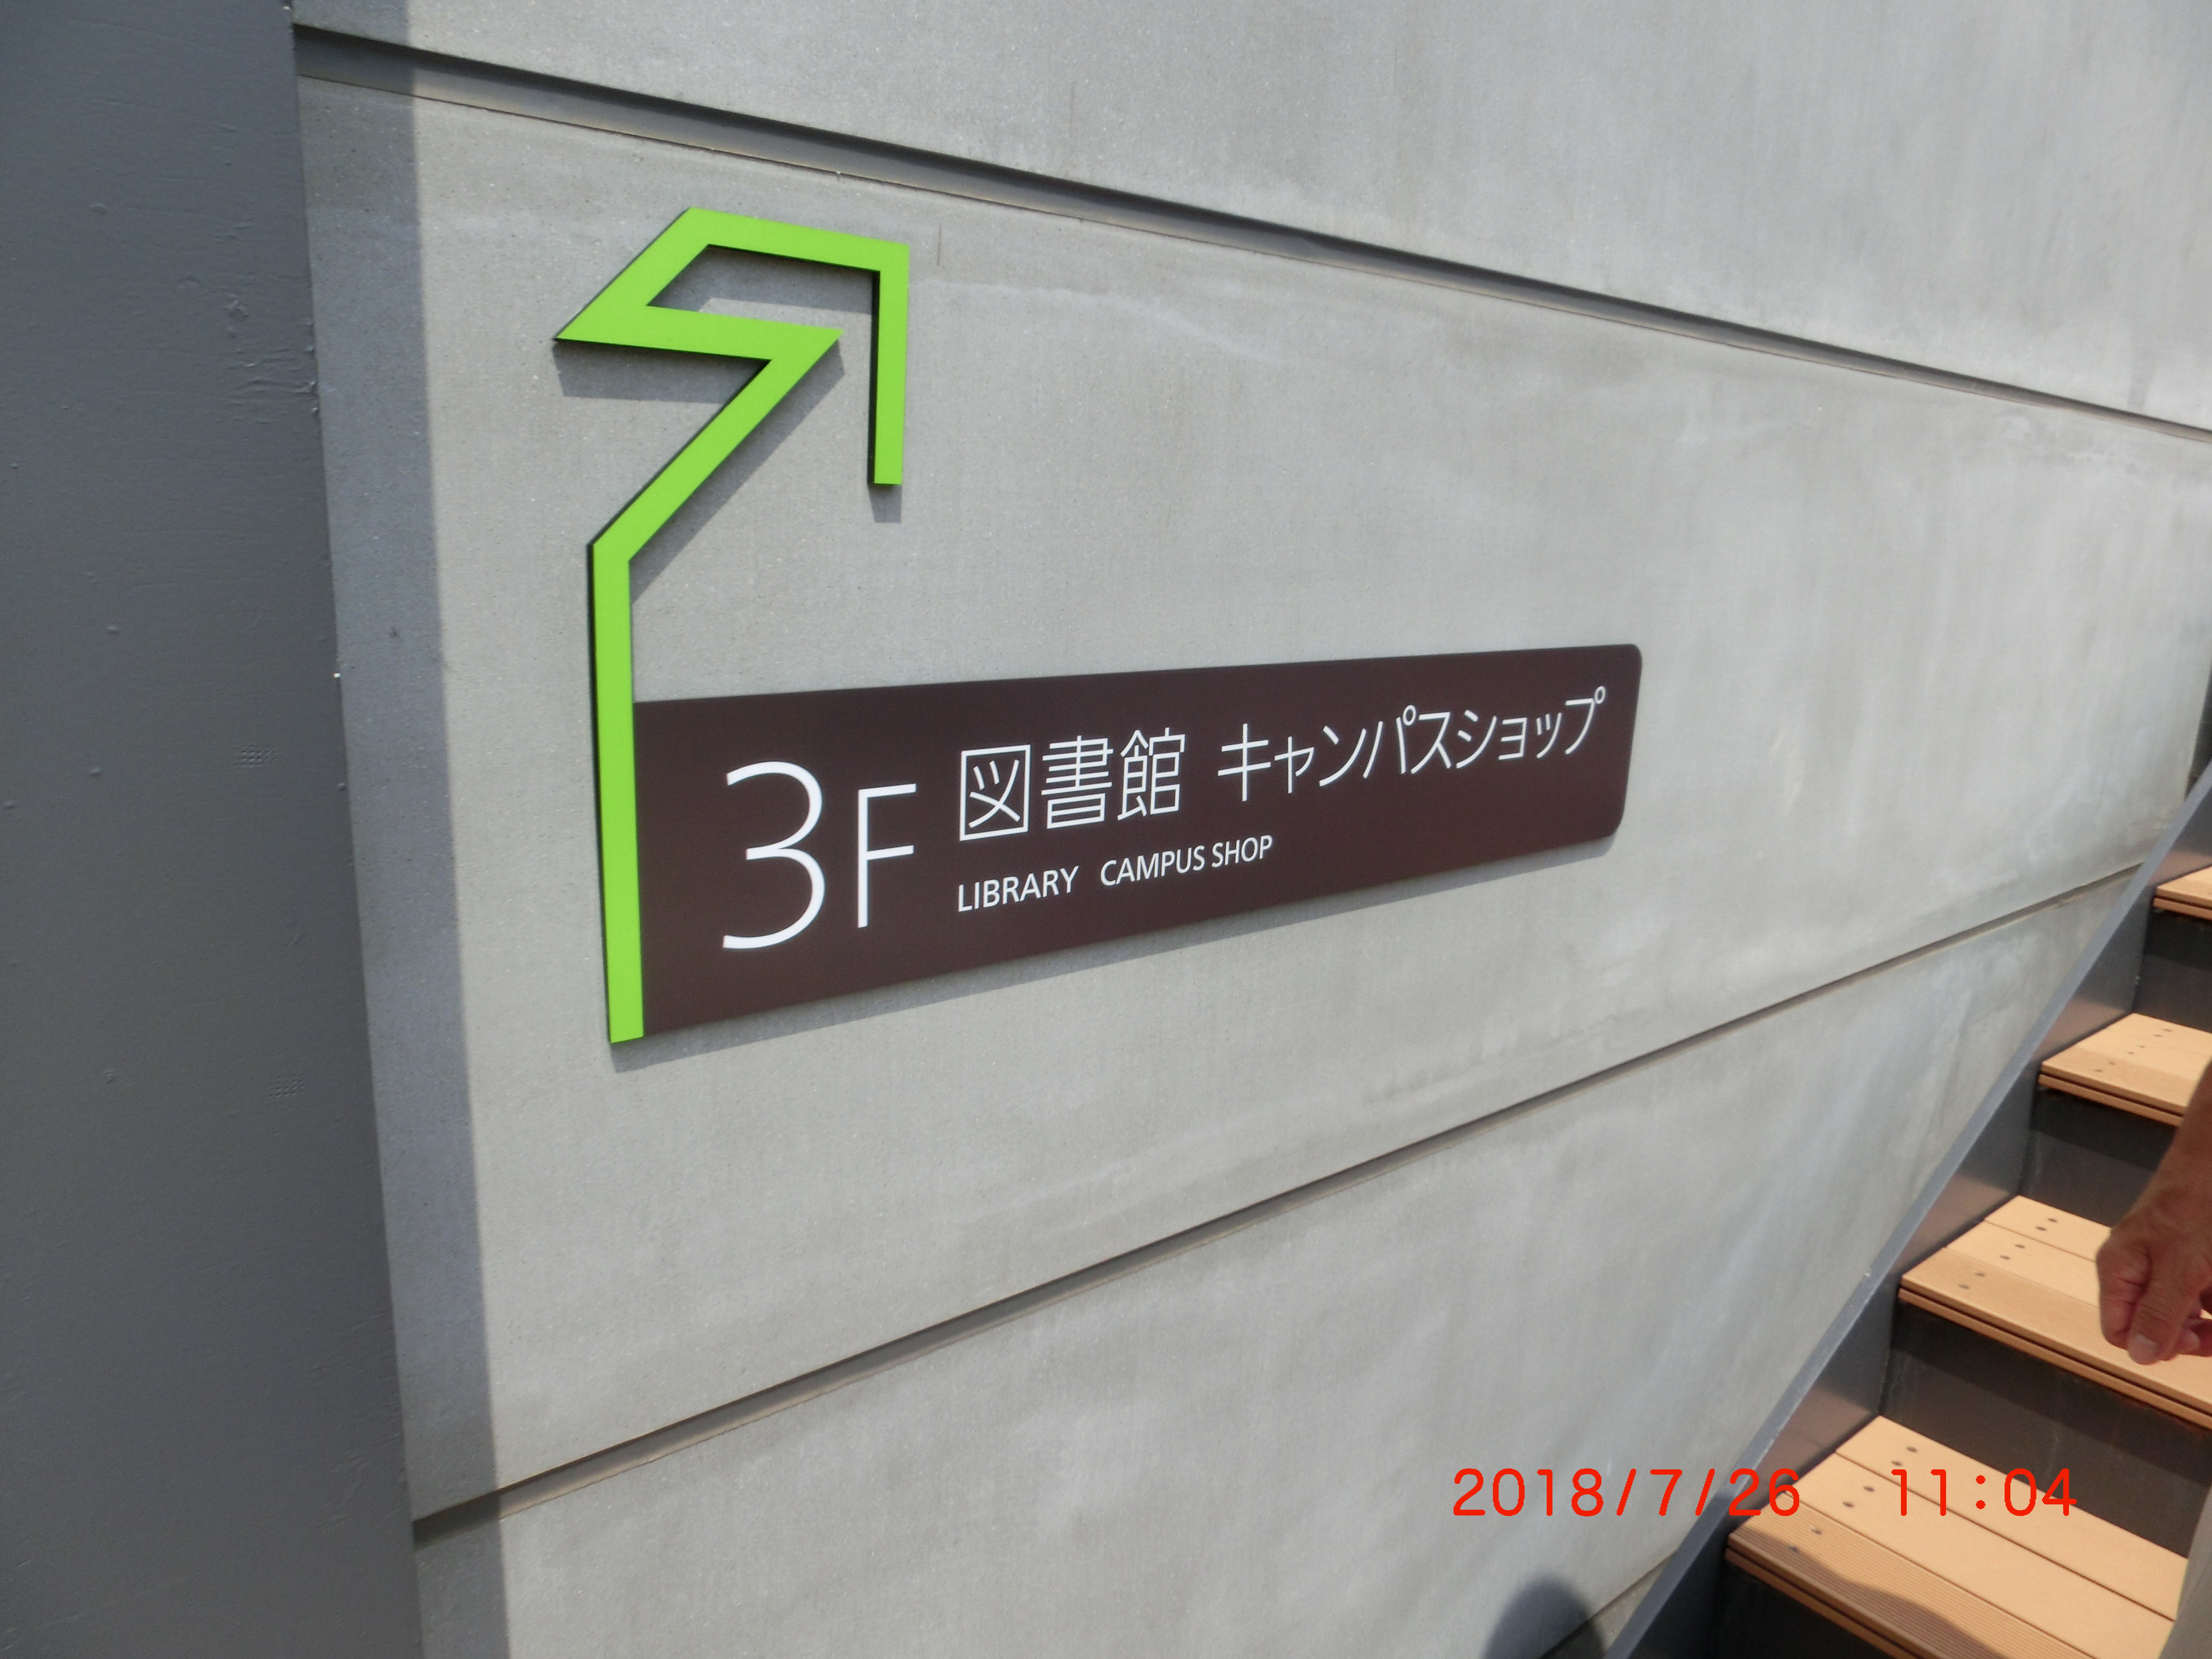 3F 図書館 キャンパスショップ
LIBRARY CAMPUS SHOP
2018/7/26 11:04